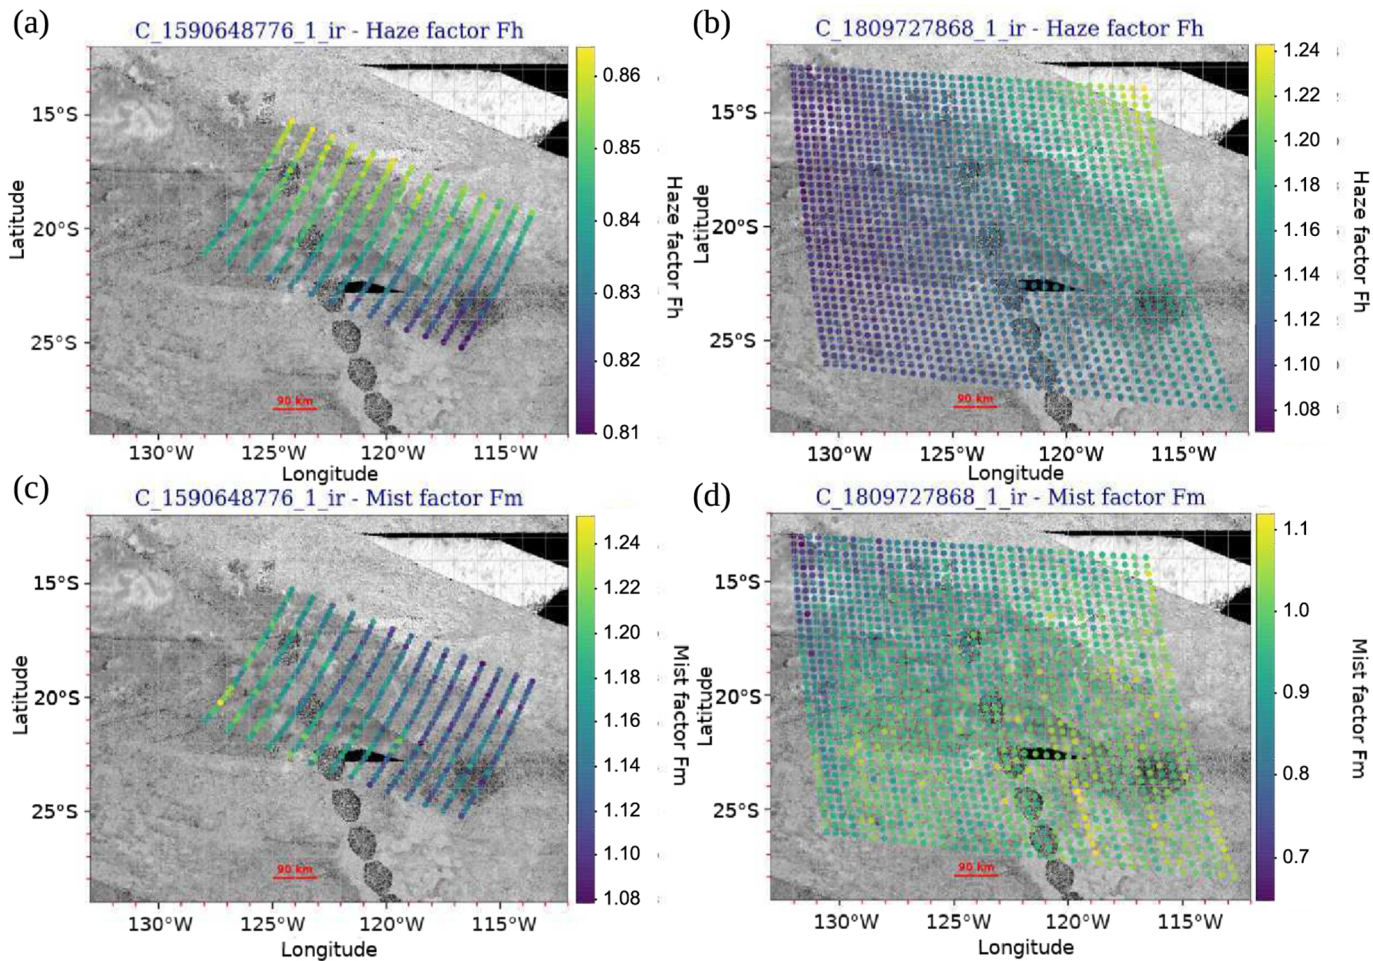 (a)
C_1590648776_1_ir - Haze factor Fh
15°S
20°S
25°S
Latitude
130°W 125°W 120°W 115°W
Longitude
90 km
0.86
0.85
0.84
0.83
0.82
0.81
Haze factor Fh
(b)
C_1809727868_1_ir - Haze factor Fh
15°S
20°S
25°S
Latitude
130°W 125°W 120°W 115°W
Longitude
90 km
1.24
1.22
1.20
1.18
1.16
1.14
1.12
1.10
1.08
Haze factor Fh
(c)
C_1590648776_1_ir - Mist factor Fm
15°S
20°S
25°S
Latitude
130°W 125°W 120°W 115°W
Longitude
90 km
1.24
1.22
1.20
1.18
1.16
1.14
1.12
1.10
1.08
Mist factor Fm
(d)
C_1809727868_1_ir - Mist factor Fm
15°S
20°S
25°S
Latitude
130°W 125°W 120°W 115°W
Longitude
90 km
1.1
1.0
0.9
0.8
0.7
Mist factor Fm